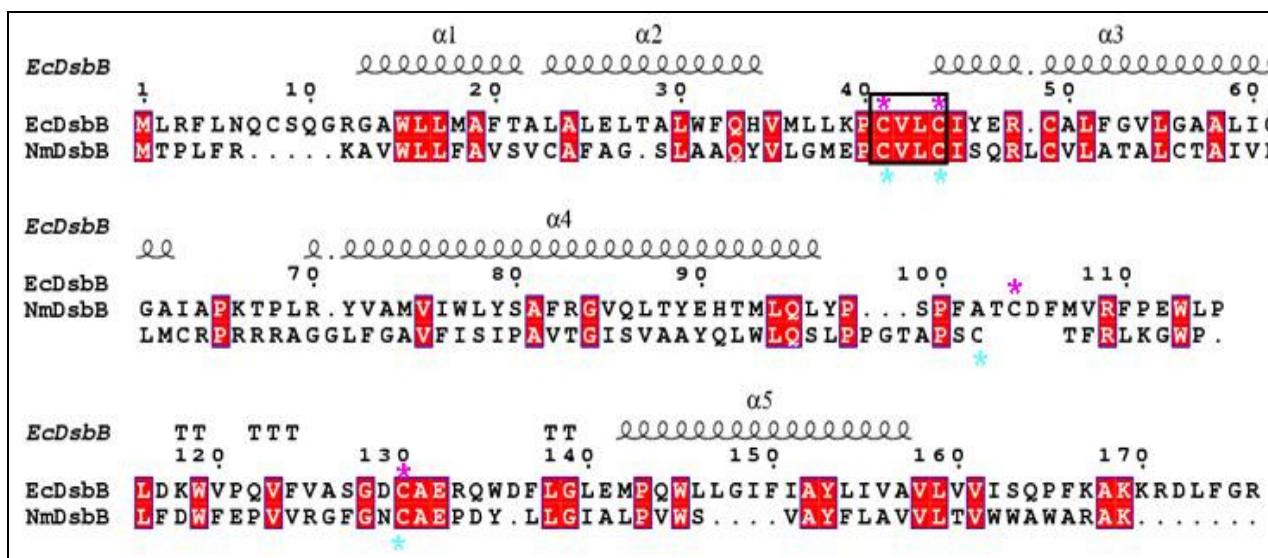 α1 α2 α3
EcDsbB
1 10 20 30 40 50 60
* *
EcDsbB MLRFLNQCSQGRGAWLLMAFTALALELTALWFQHVMLLKPCVLCIYER.CALFGVLGAALIG
NmDsbB MTPLFR.....KAVWLLFAVSVCAFAG.SLAAQYVLGMEPCVLCISQRLCVLATALCTAIVI
* *
α4
EcDsbB
70 80 90 100 110
*
EcDsbB GAIAPKTPLR.YVAMVIWLYSAFRGVQLTYEHTMLQLYP...SPFATCDFMVRFPEWLP
NmDsbB LMCRPRRRAGGLFGAVFISIPAVTGISVAAYQLWLQSLPPGTAPSC TFRLKGWP.
*
α5
EcDsbB TT TTT TT
120 130 140 150 160 170
*
EcDsbB LDKWVPQVFVASGDCAERQWDFLGLEMPQWLLGIFIAYLIVAVLVVISQPFKAKKRDLFGR
NmDsbB LFDWFEPVVRGFGNCAEPDY.LLGIALPVWS....VAYFLAVVLTVWWAWARAK.......
*